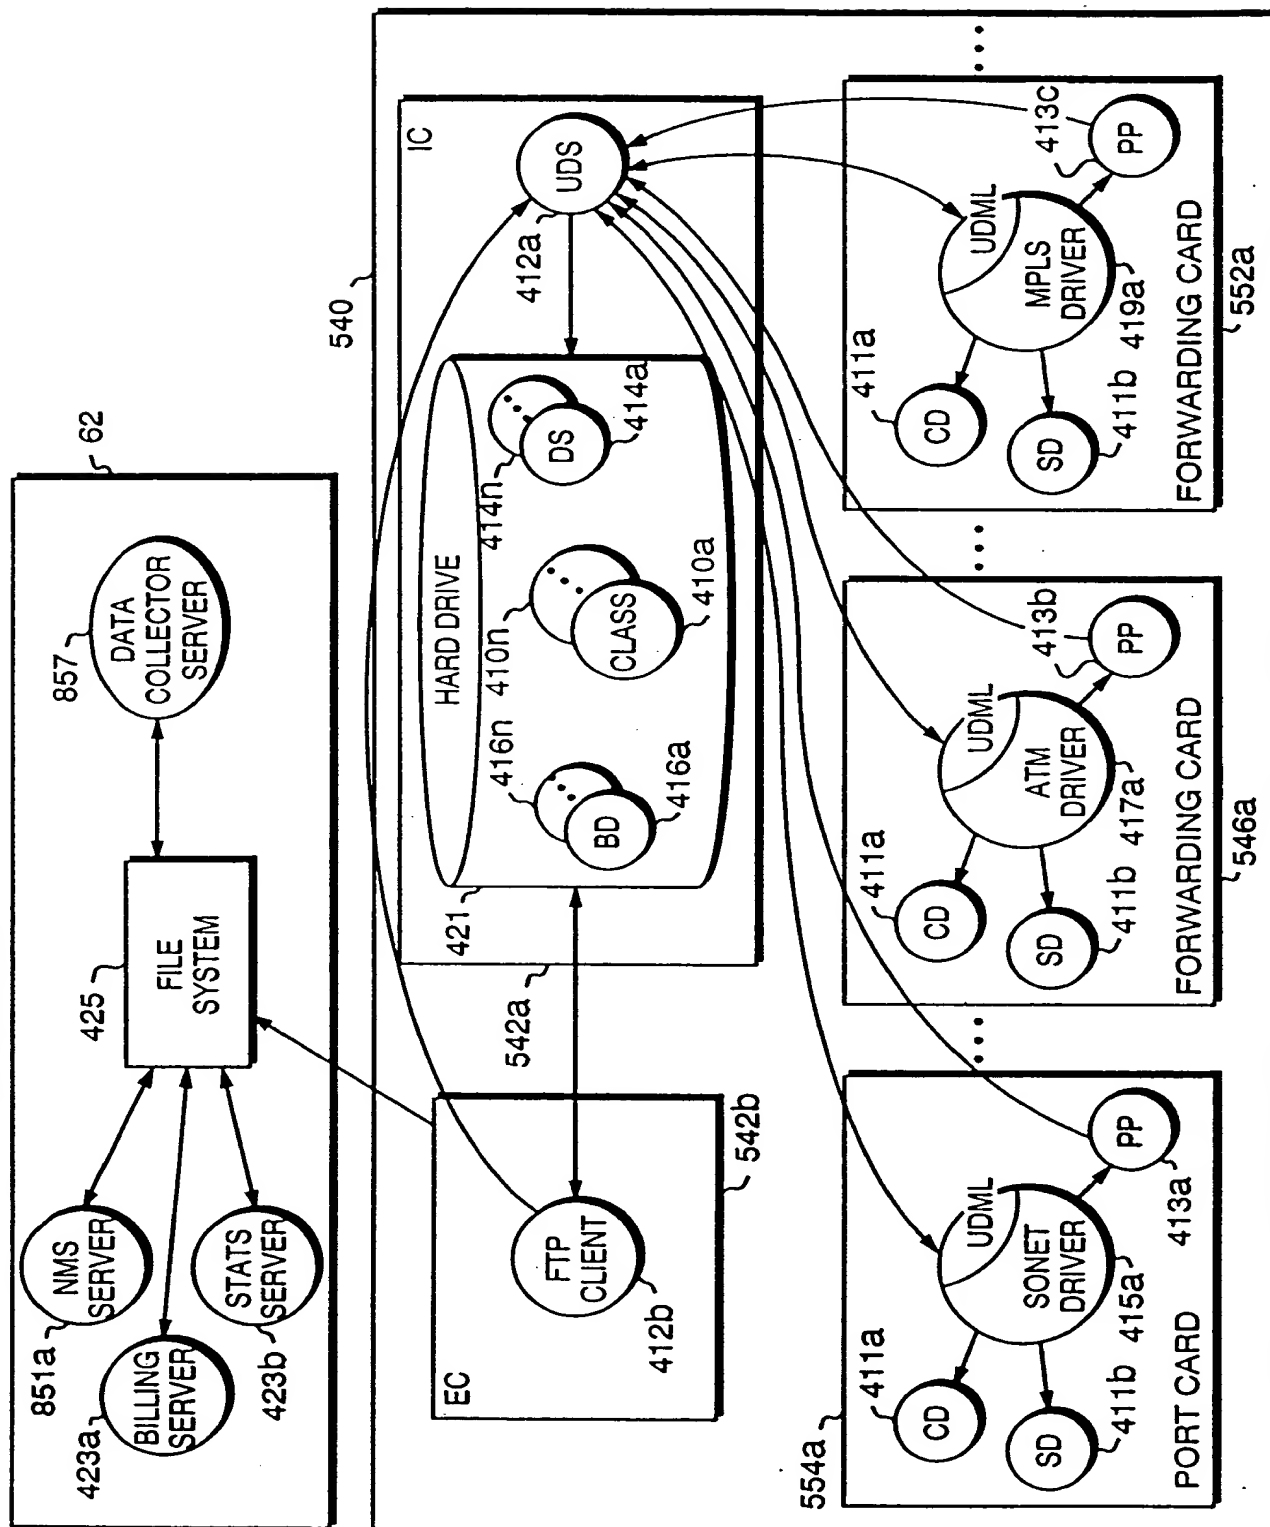 62
857
DATA
COLLECTOR
SERVER
425
FILE
SYSTEM
851a
NMS
SERVER
423a
BILLING
SERVER
423b
STATS
SERVER
540
EC
FTP
CLIENT
412b
542b
542a
IC
421
HARD DRIVE
416n
BD
416a
410n
CLASS
410a
414n
DS
414a
412a
UDS
554a
PORT CARD
411a
CD
SD
411b
UDML
SONET
DRIVER
415a
PP
413a
FORWARDING CARD
546a
411a
CD
SD
411b
UDML
ATM
DRIVER
417a
PP
413b
FORWARDING CARD
552a
411a
CD
SD
411b
UDML
MPLS
DRIVER
419a
PP
413c